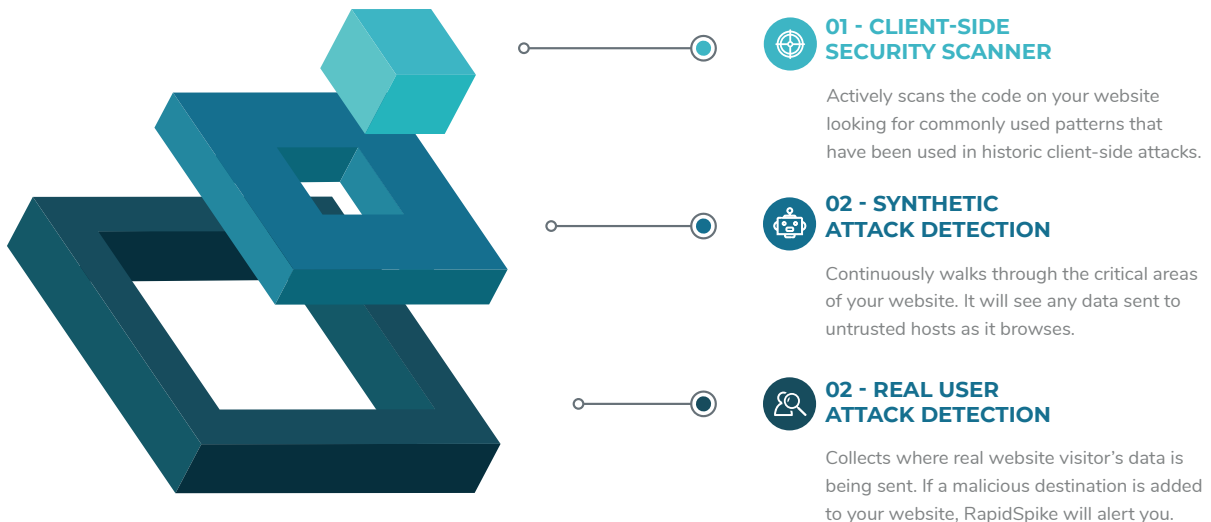 01 - CLIENT-SIDE
SECURITY SCANNER
Actively scans the code on your website
looking for commonly used patterns that
have been used in historic client-side attacks.
02 - SYNTHETIC
ATTACK DETECTION
Continuously walks through the critical areas
of your website. It will see any data sent to
untrusted hosts as it browses.
02 - REAL USER
ATTACK DETECTION
Collects where real website visitor’s data is
being sent. If a malicious destination is added
to your website, RapidSpike will alert you.